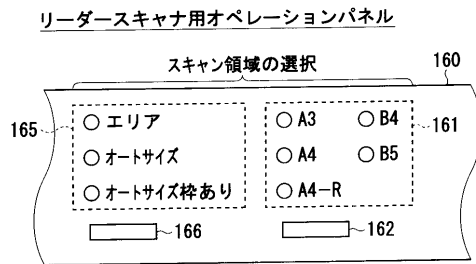 リーダースキャナ用オペレーションパネル
スキャン領域の選択
160
165
エリア
オートサイズ
オートサイズ枠あり
A3
B4
A4
B5
A4-R
161
166
162